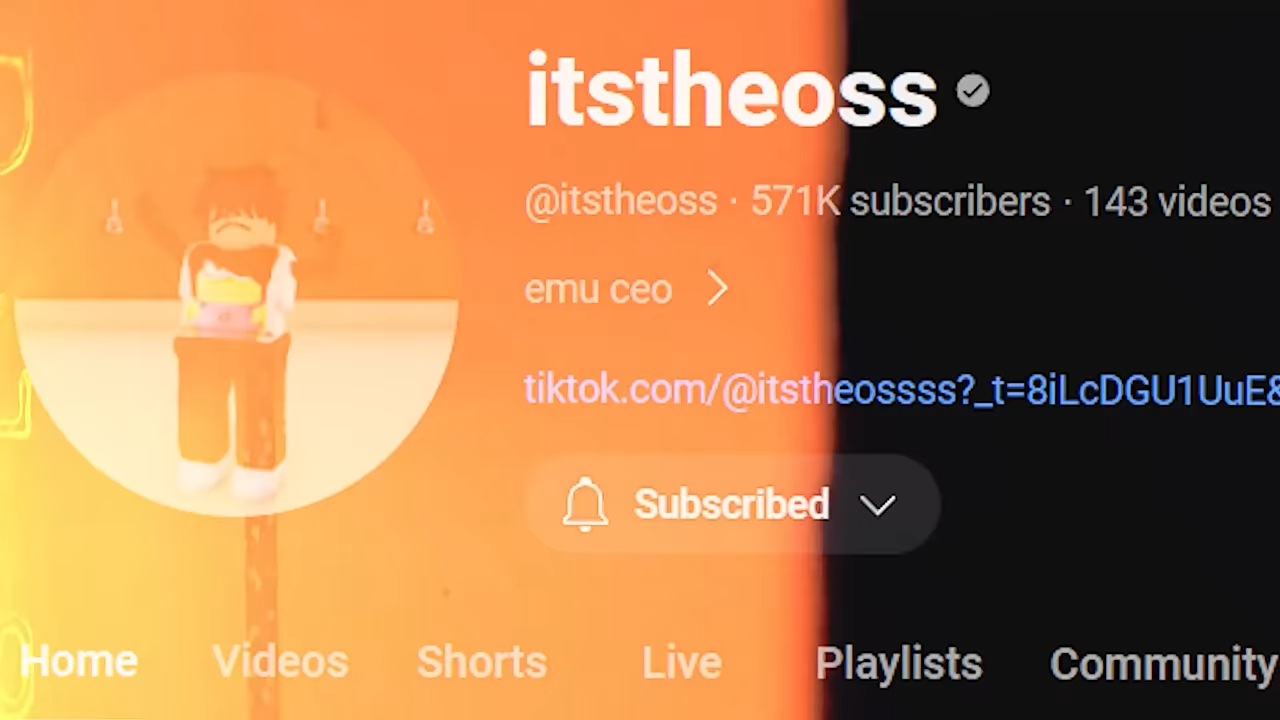 itstheoss
@itstheoss · 571K subscribers · 143 videos
emu ceo
tiktok.com/@itstheossss?_t=8iLcDGU1UuE&
Subscribed
Home Videos Shorts Live Playlists Community